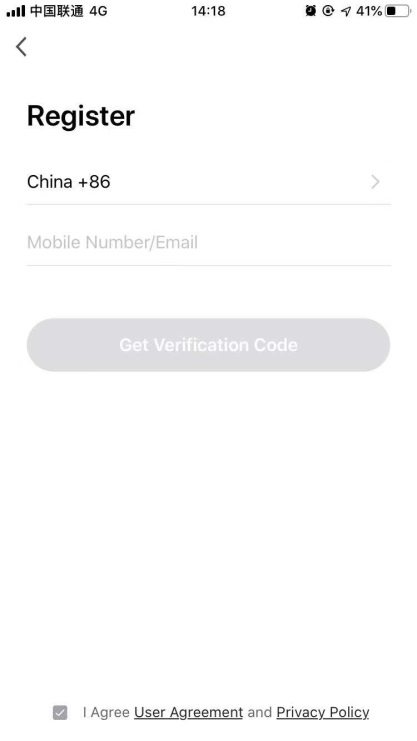 中国联通 4G 14:18 41%
Register
China +86
Mobile Number/Email
Get Verification Code
I Agree User Agreement and Privacy Policy